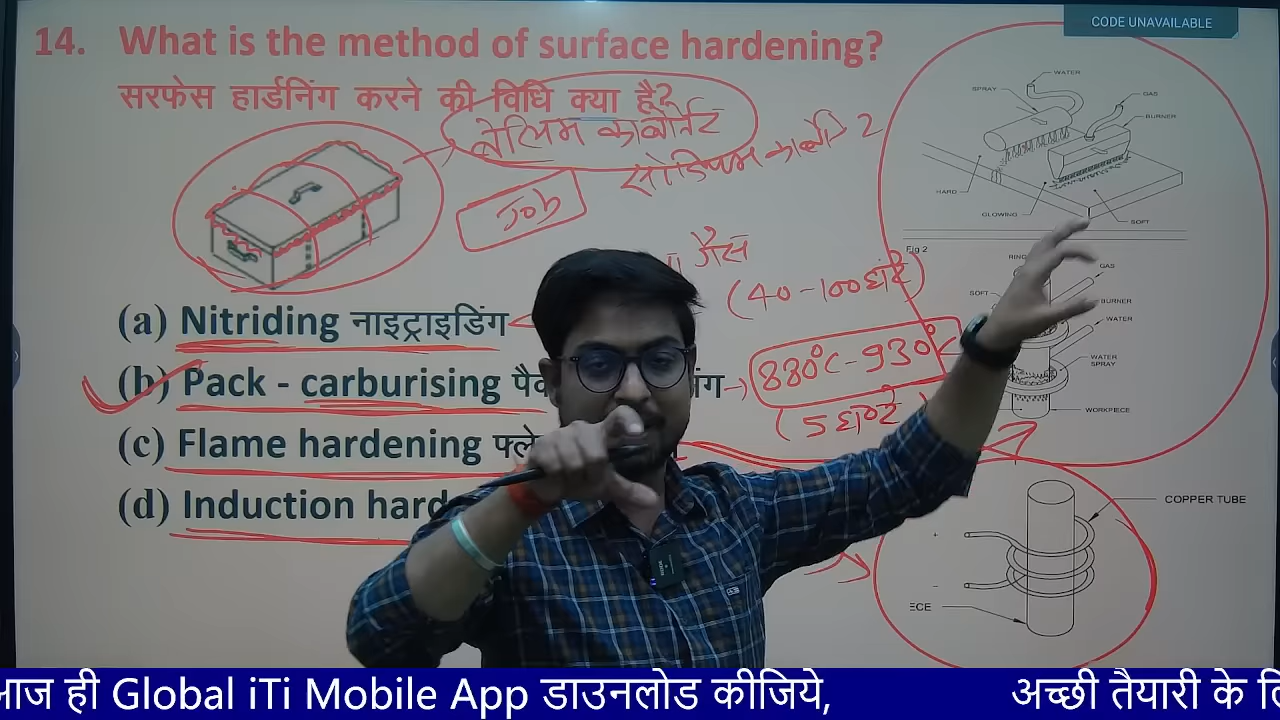 CODE UNAVAILABLE
14. What is the method of surface hardening?
सरफेस हार्डनिंग करने की विधि क्या है?
बेरियम कार्बोनेट
सोडियम
Job
गैस
(40-100 घंटे)
(a) Nitriding नाइट्राइडिंग
(b) Pack - carburising
(c) Flame hardening
(d) Induction
880°C-930°C
(5 घण्टे)
WATER
SPRAY
GAS
BURNER
HARD
GLOWING
SOFT
Fig 2
GAS
SOFT
BURNER
WATER
WATER
SPRAY
WORKPIECE
COPPER TUBE
ECE
आज ही Global iTi Mobile App डाउनलोड कीजिये, अच्छी तैयारी के